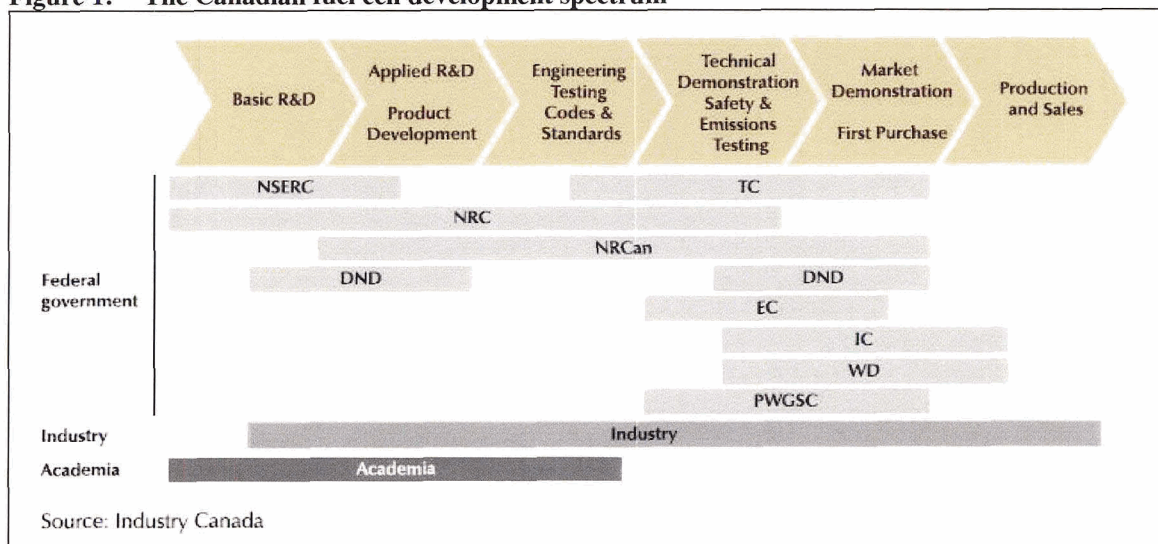 Figure 1: The Canadian fuel cell development spectrum
Basic R&D
Applied R&D
Product
Development
Engineering
Testing
Codes &
Standards
Technical
Demonstration
Safety &
Emissions
Testing
Market
Demonstration
First Purchase
Production
and Sales
NSERC
TC
NRC
NRCan
Federal
government
DND
DND
EC
IC
WD
PWGSC
Industry
Industry
Academia
Academia
Source: Industry Canada